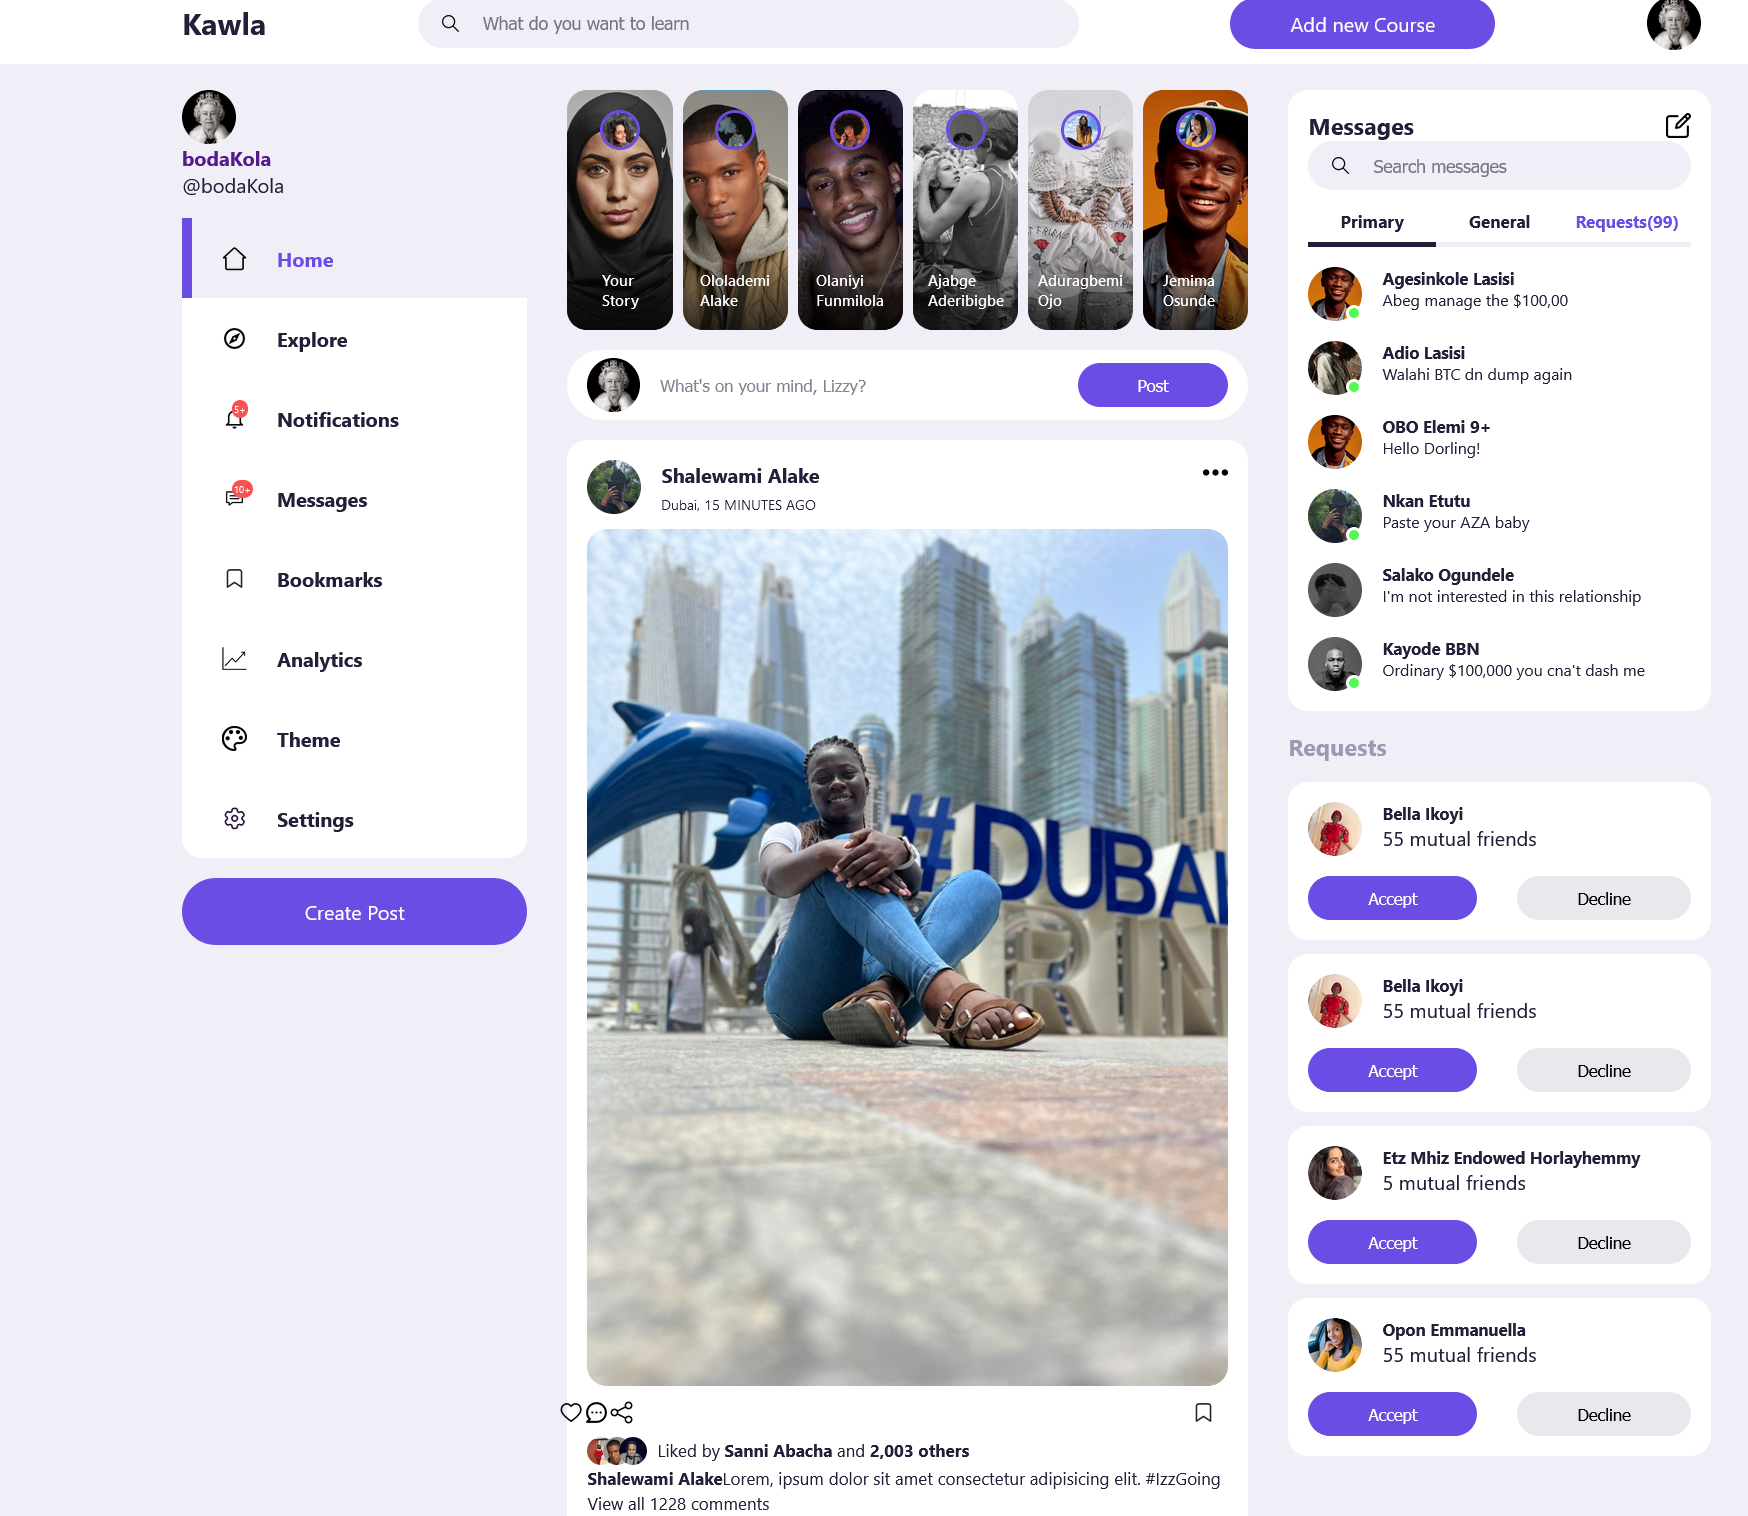 Kawla
What do you want to learn
Add new Course
bodaKola
@bodaKola
Home
Explore
5+
Notifications
10+
Messages
Bookmarks
Analytics
Theme
Settings
Create Post
Your
Story
Ololademi
Alake
Olaniyi
Funmilola
Ajabge
Aderibigbe
Aduragbemi
Ojo
Jemima
Osunde
What's on your mind, Lizzy?
Post
Shalewami Alake
Dubai, 15 MINUTES AGO
#DUBAI
ARIN
Liked by Sanni Abacha and 2,003 others
Shalewami AlakeLorem, ipsum dolor sit amet consectetur adipisicing elit. #IzzGoing
View all 1228 comments
Messages
Search messages
Primary General Requests(99)
Agesinkole Lasisi
Abeg manage the $100,00
Adio Lasisi
Walahi BTC dn dump again
OBO Elemi 9+
Hello Dorling!
Nkan Etutu
Paste your AZA baby
Salako Ogundele
I'm not interested in this relationship
Kayode BBN
Ordinary $100,000 you cna't dash me
Requests
Bella Ikoyi
55 mutual friends
Accept Decline
Bella Ikoyi
55 mutual friends
Accept Decline
Etz Mhiz Endowed Horlayhemmy
5 mutual friends
Accept Decline
Opon Emmanuella
55 mutual friends
Accept Decline